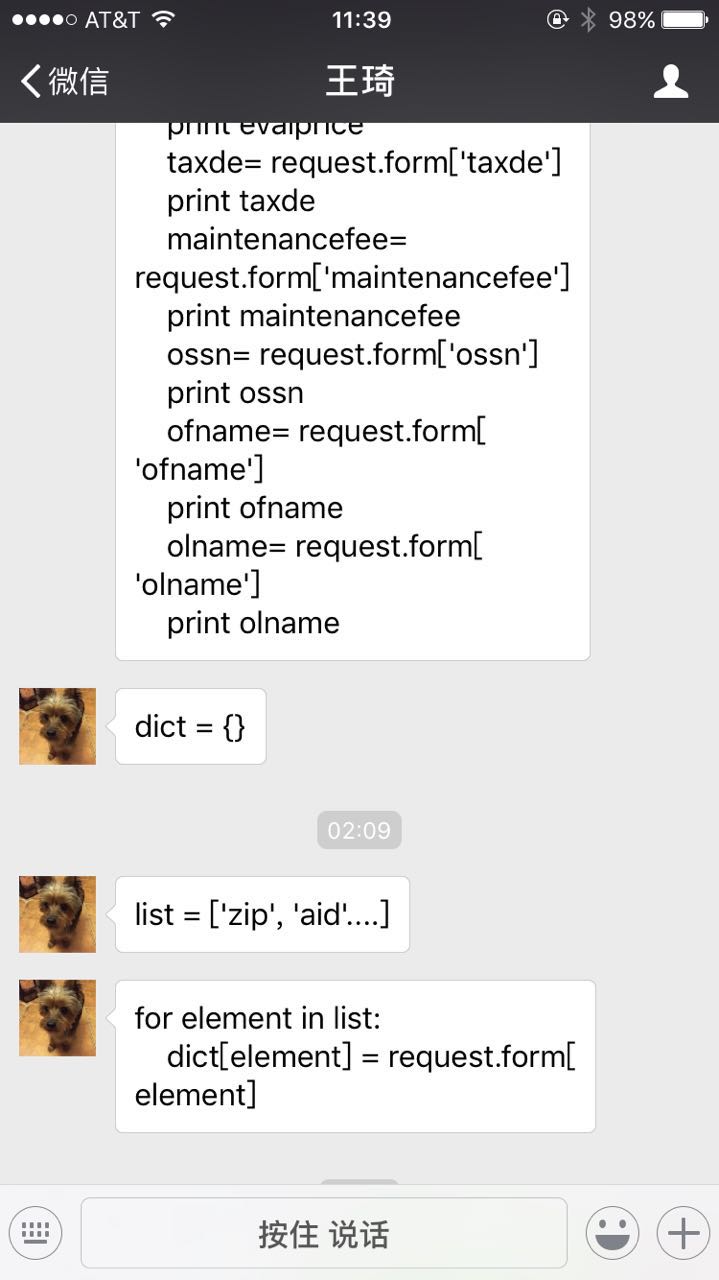 AT&T 11:39 98%
微信 王琦
print evalprice
taxde= request.form['taxde']
print taxde
maintenancefee=
request.form['maintenancefee']
print maintenancefee
ossn= request.form['ossn']
print ossn
ofname= request.form[
'ofname']
print ofname
olname= request.form[
'olname']
print olname
dict = {}
02:09
list = ['zip', 'aid'....]
for element in list:
dict[element] = request.form[
element]
按住 说话